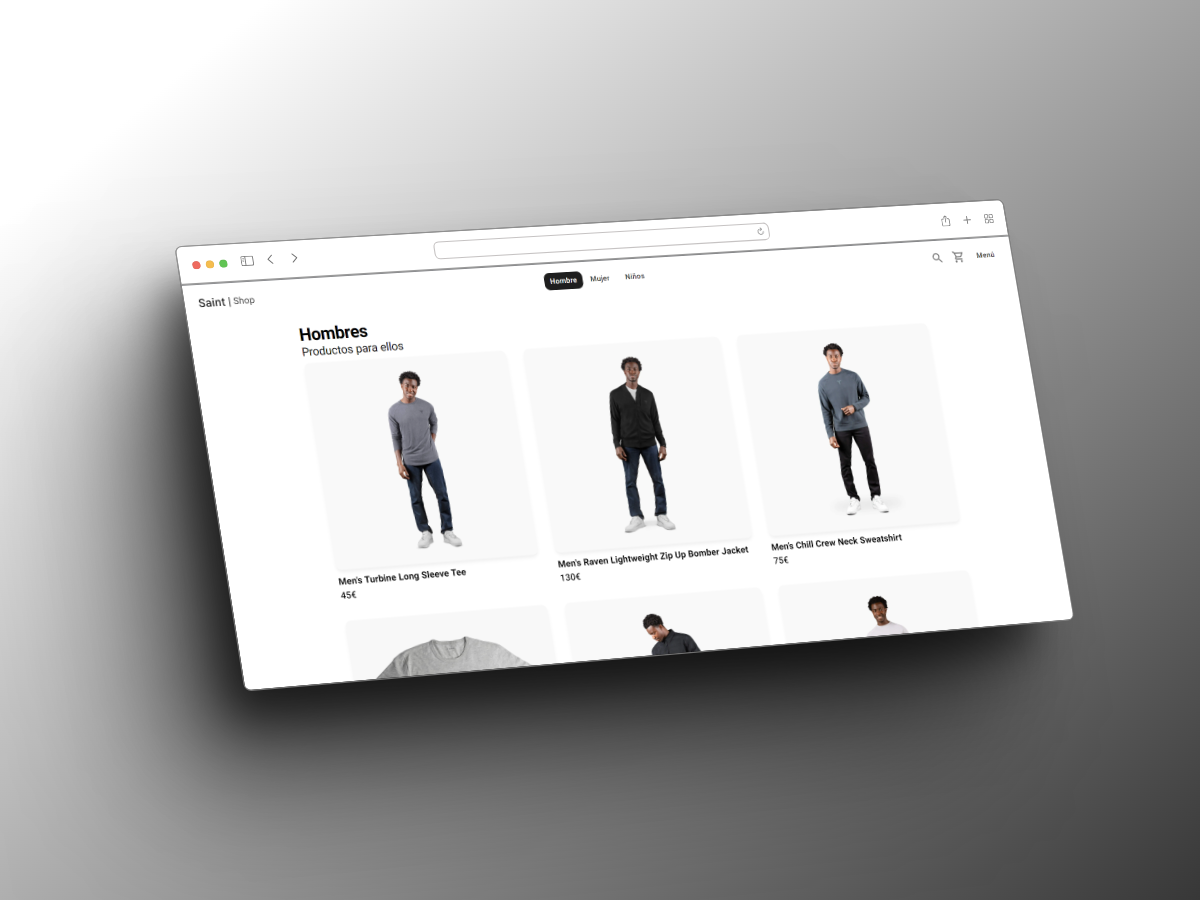 Saint | Shop
Hombre Mujer Niños
Menú
Hombres
Productos para ellos
Men's Turbine Long Sleeve Tee
45€
Men's Raven Lightweight Zip Up Bomber Jacket
130€
Men's Chill Crew Neck Sweatshirt
75€